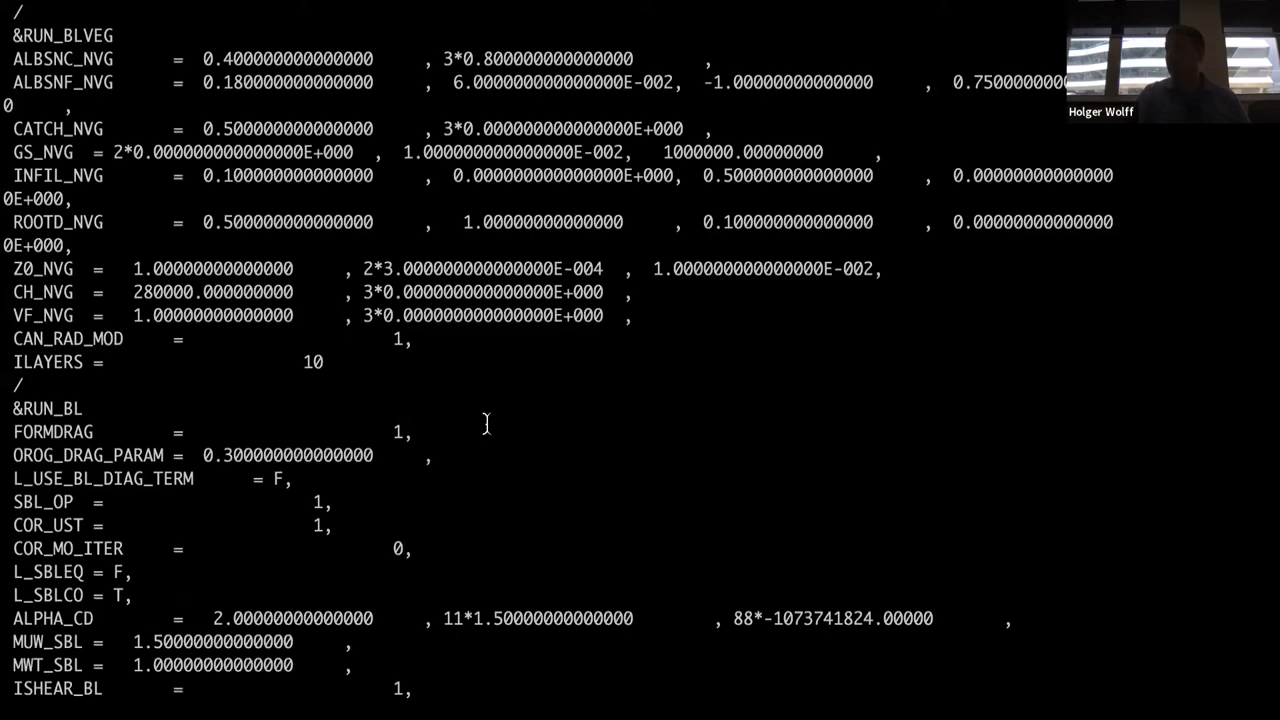 /
&RUN_BLVEG
ALBSNC_NVG      =  0.400000000000000     , 3*0.800000000000000       ,
ALBSNF_NVG      =  0.180000000000000     ,  6.000000000000000E-002, -1.00000000000000     , 0.7500000000
0     ,
CATCH_NVG       =  0.500000000000000     , 3*0.000000000000000E+000  ,
GS_NVG  = 2*0.000000000000000E+000  ,  1.000000000000000E-002,   1000000.00000000     ,
INFIL_NVG       =  0.100000000000000     ,  0.000000000000000E+000,  0.500000000000000     ,  0.00000000000000
0E+000,
ROOTD_NVG       =  0.500000000000000     ,   1.00000000000000     ,  0.100000000000000     ,  0.00000000000000
0E+000,
Z0_NVG  =   1.00000000000000     , 2*3.000000000000000E-004  ,  1.000000000000000E-002,
CH_NVG  =   280000.000000000     , 3*0.000000000000000E+000  ,
VF_NVG  =   1.00000000000000     , 3*0.000000000000000E+000  ,
CAN_RAD_MOD     =                     1,
ILAYERS =                    10
/
&RUN_BL
FORMDRAG        =                     1,
OROG_DRAG_PARAM =  0.300000000000000     ,
L_USE_BL_DIAG_TERM      = F,
SBL_OP  =                     1,
COR_UST =                     1,
COR_MO_ITER     =                     0,
L_SBLEQ = F,
L_SBLCO = T,
ALPHA_CD        =   2.00000000000000     , 11*1.50000000000000        , 88*-1073741824.00000       ,
MUW_SBL =   1.50000000000000     ,
MWT_SBL =   1.00000000000000     ,
ISHEAR_BL       =                     1,
Holger Wolff